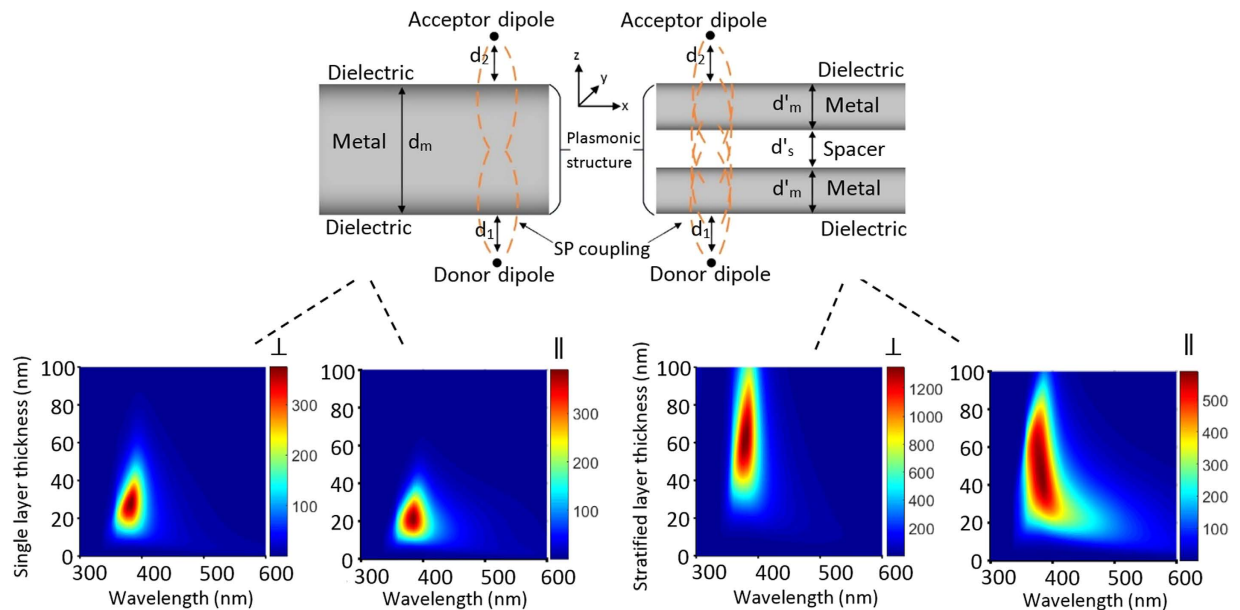 Acceptor dipole
Acceptor dipole
d2
d2
Dielectric
z
y
x
Dielectric
d'm
Metal
Metal
dm
Plasmonic
structure
d's
Spacer
d'm
Metal
Dielectric
d1
SP coupling
d1
Dielectric
Donor dipole
Donor dipole
⊥
Single layer thickness (nm)
100
80
60
40
20
0
300
200
100
300
400
500
600
Wavelength (nm)
||
100
80
60
40
20
0
300
200
100
300
400
500
600
Wavelength (nm)
⊥
Stratified layer thickness (nm)
100
80
60
40
20
0
1200
1000
800
600
400
200
300
400
500
600
Wavelength (nm)
||
100
80
60
40
20
0
500
400
300
200
100
300
400
500
600
Wavelength (nm)